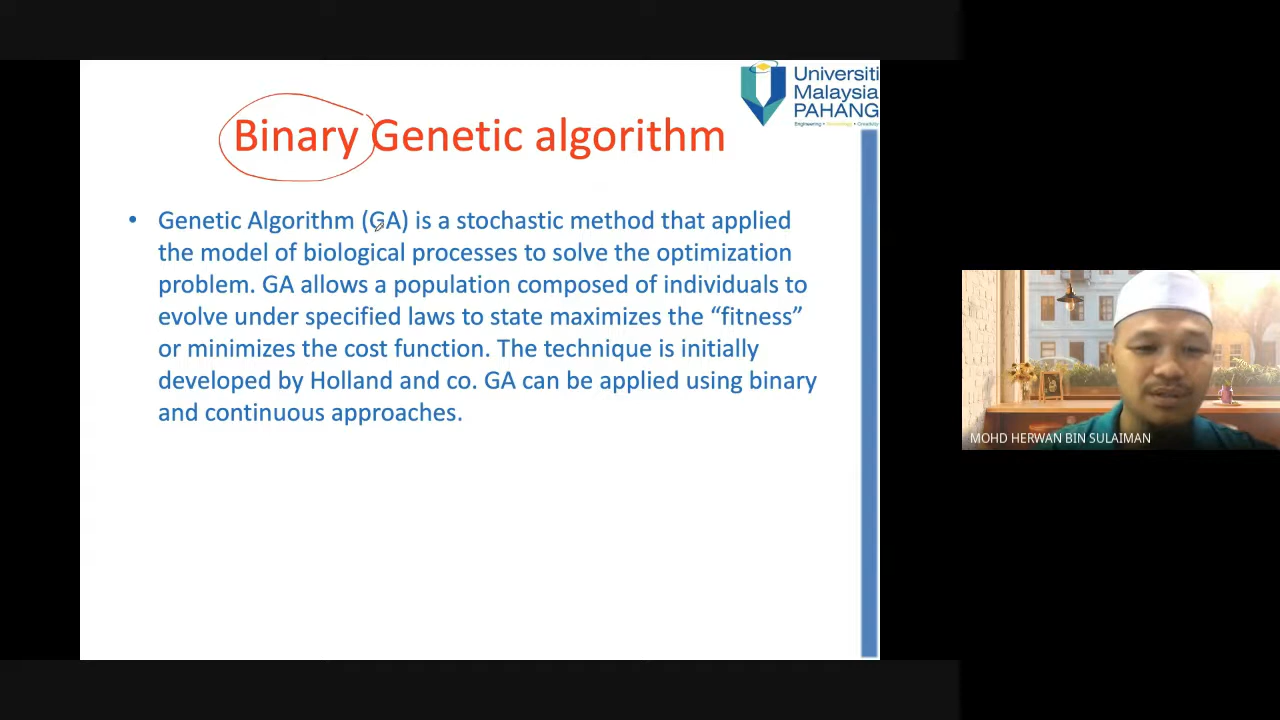 Universiti
Malaysia
PAHANG
Engineering • Technology • Creativity
Binary Genetic algorithm
• Genetic Algorithm (GA) is a stochastic method that applied
the model of biological processes to solve the optimization
problem. GA allows a population composed of individuals to
evolve under specified laws to state maximizes the “fitness”
or minimizes the cost function. The technique is initially
developed by Holland and co. GA can be applied using binary
and continuous approaches.
MOHD HERWAN BIN SULAIMAN